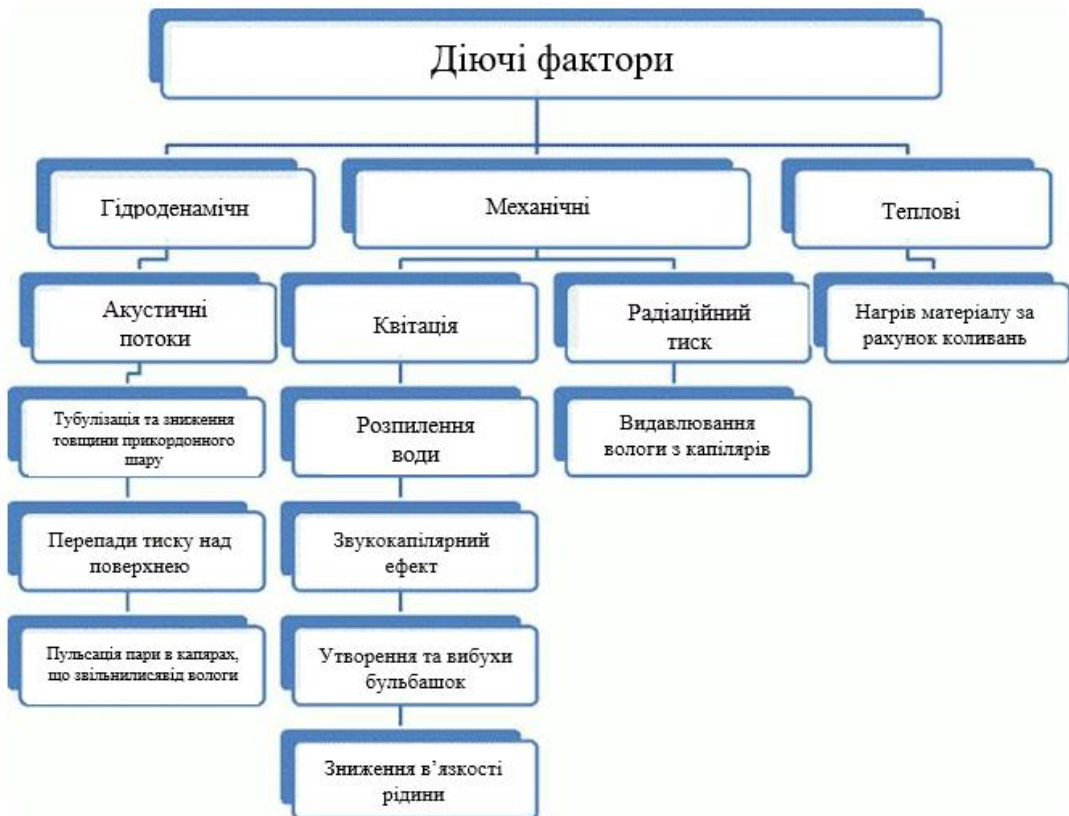 Діючі фактори
Гідроденамічн
Механічні
Теплові
Акустичні
потоки
Квітація
Радіаційний
тиск
Нагрів матеріалу за
рахунок коливань
Тубулізація та зниження
товщини прикордонного
шару
Розпилення
води
Видавлювання
вологи з капілярів
Перепади тиску над
поверхнею
Звукокапілярний
ефект
Пульсація пари в капярах,
що звільнилисявід вологи
Утворення та вибухи
бульбашок
Зниження в’язкості
рідини